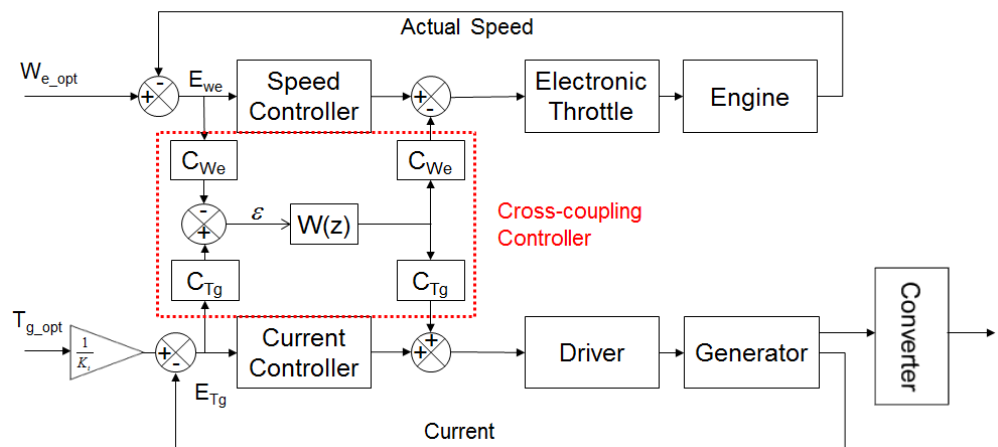 Actual Speed
W_e_opt
-
+
E_we
Speed
Controller
+
-
Electronic
Throttle
Engine
C_We
C_We
-
+
ε
W(z)
Cross-coupling
Controller
C_Tg
C_Tg
T_g_opt
1
K_t
+
-
E_Tg
Current
Controller
+
+
Driver
Generator
Converter
Current